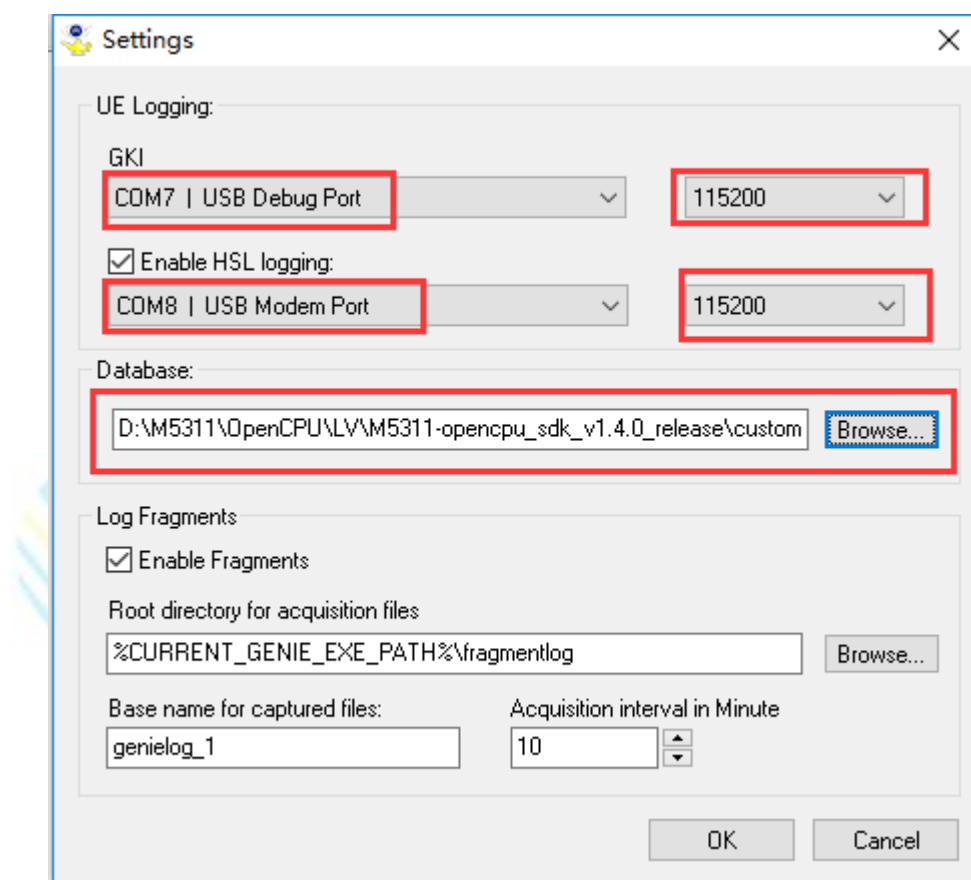 Settings
UE Logging:
GKI
COM7 | USB Debug Port 115200
Enable HSL logging:
COM8 | USB Modem Port 115200
Database:
D:\M5311\OpenCPU\LV\M5311-opencpu_sdk_v1.4.0_release\custom Browse...
Log Fragments
Enable Fragments
Root directory for acquisition files
%CURRENT_GENIE_EXE_PATH%\fragmentlog Browse...
Base name for captured files: Acquisition interval in Minute
genielog_1 10
OK Cancel